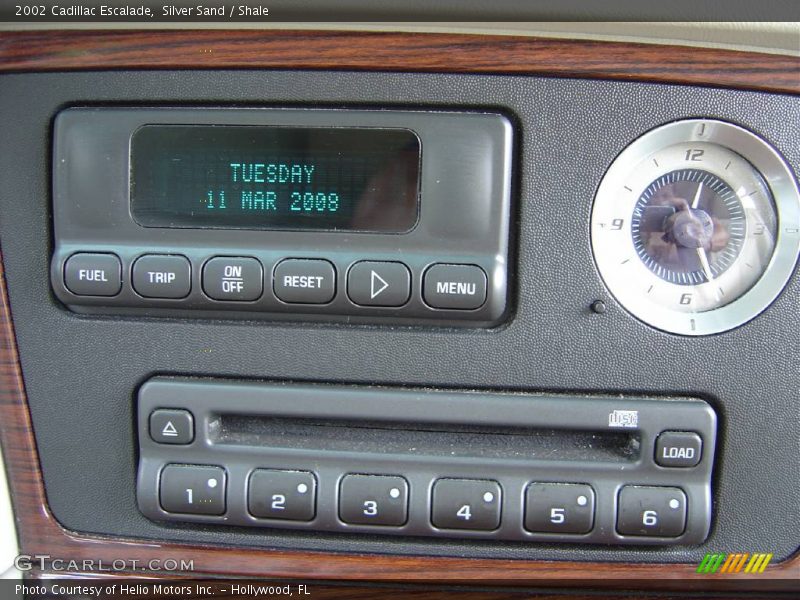 2002 Cadillac Escalade, Silver Sand / Shale
TUESDAY
11 MAR 2008
FUEL TRIP ON OFF RESET MENU
12
3
6
9
disc
LOAD
1 2 3 4 5 6
GTCARLOT.COM
Photo Courtesy of Helio Motors Inc. - Hollywood, FL